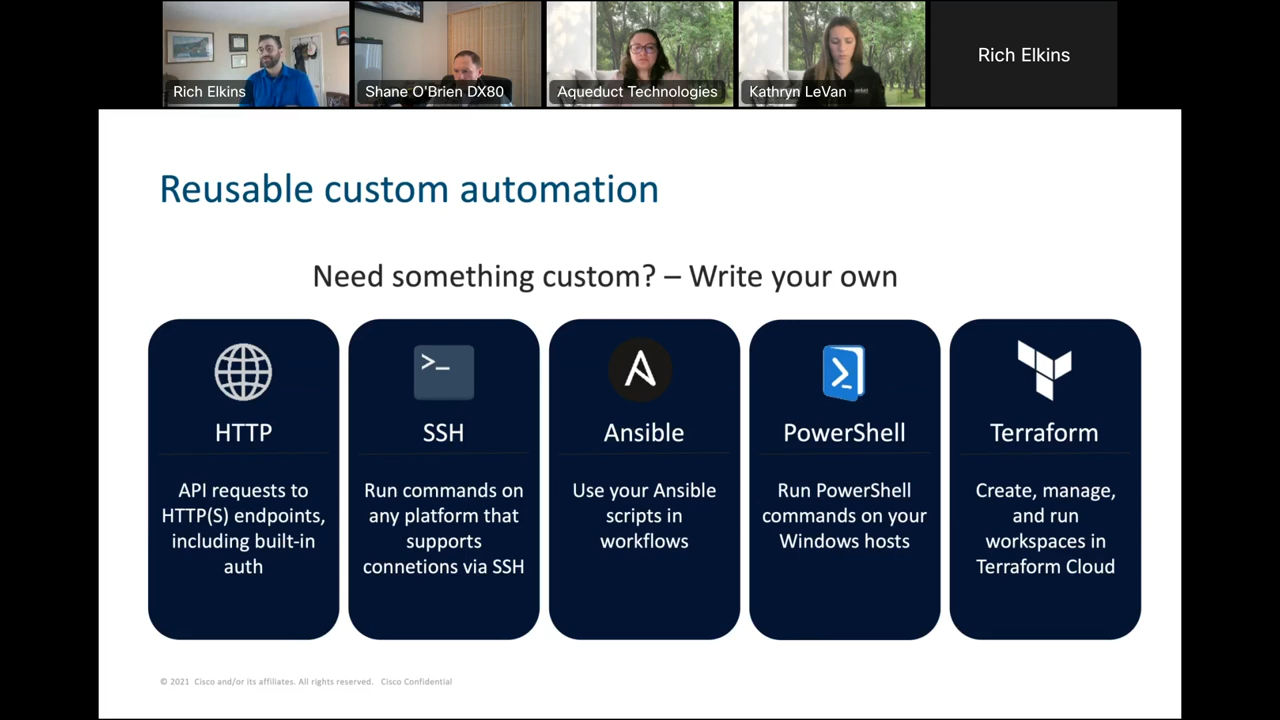 Rich Elkins
Shane O'Brien DX80
Aqueduct Technologies
Kathryn LeVan
Rich Elkins
Reusable custom automation
Need something custom? – Write your own
HTTP
API requests to
HTTP(S) endpoints,
including built-in
auth
SSH
Run commands on
any platform that
supports
connetions via SSH
Ansible
Use your Ansible
scripts in
workflows
PowerShell
Run PowerShell
commands on your
Windows hosts
Terraform
Create, manage,
and run
workspaces in
Terraform Cloud
© 2021 Cisco and/or its affiliates. All rights reserved. Cisco Confidential